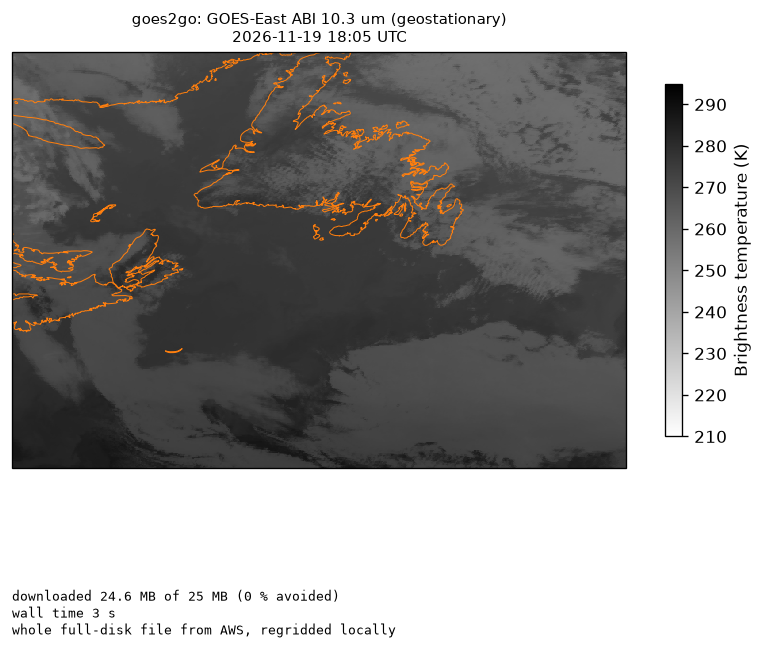 goes2go: GOES-East ABI 10.3 um (geostationary)
2026-11-19 18:05 UTC
290
280
270
260
250
240
230
220
210
Brightness temperature (K)
downloaded 24.6 MB of 25 MB (0 % avoided)
wall time 3 s
whole full-disk file from AWS, regridded locally